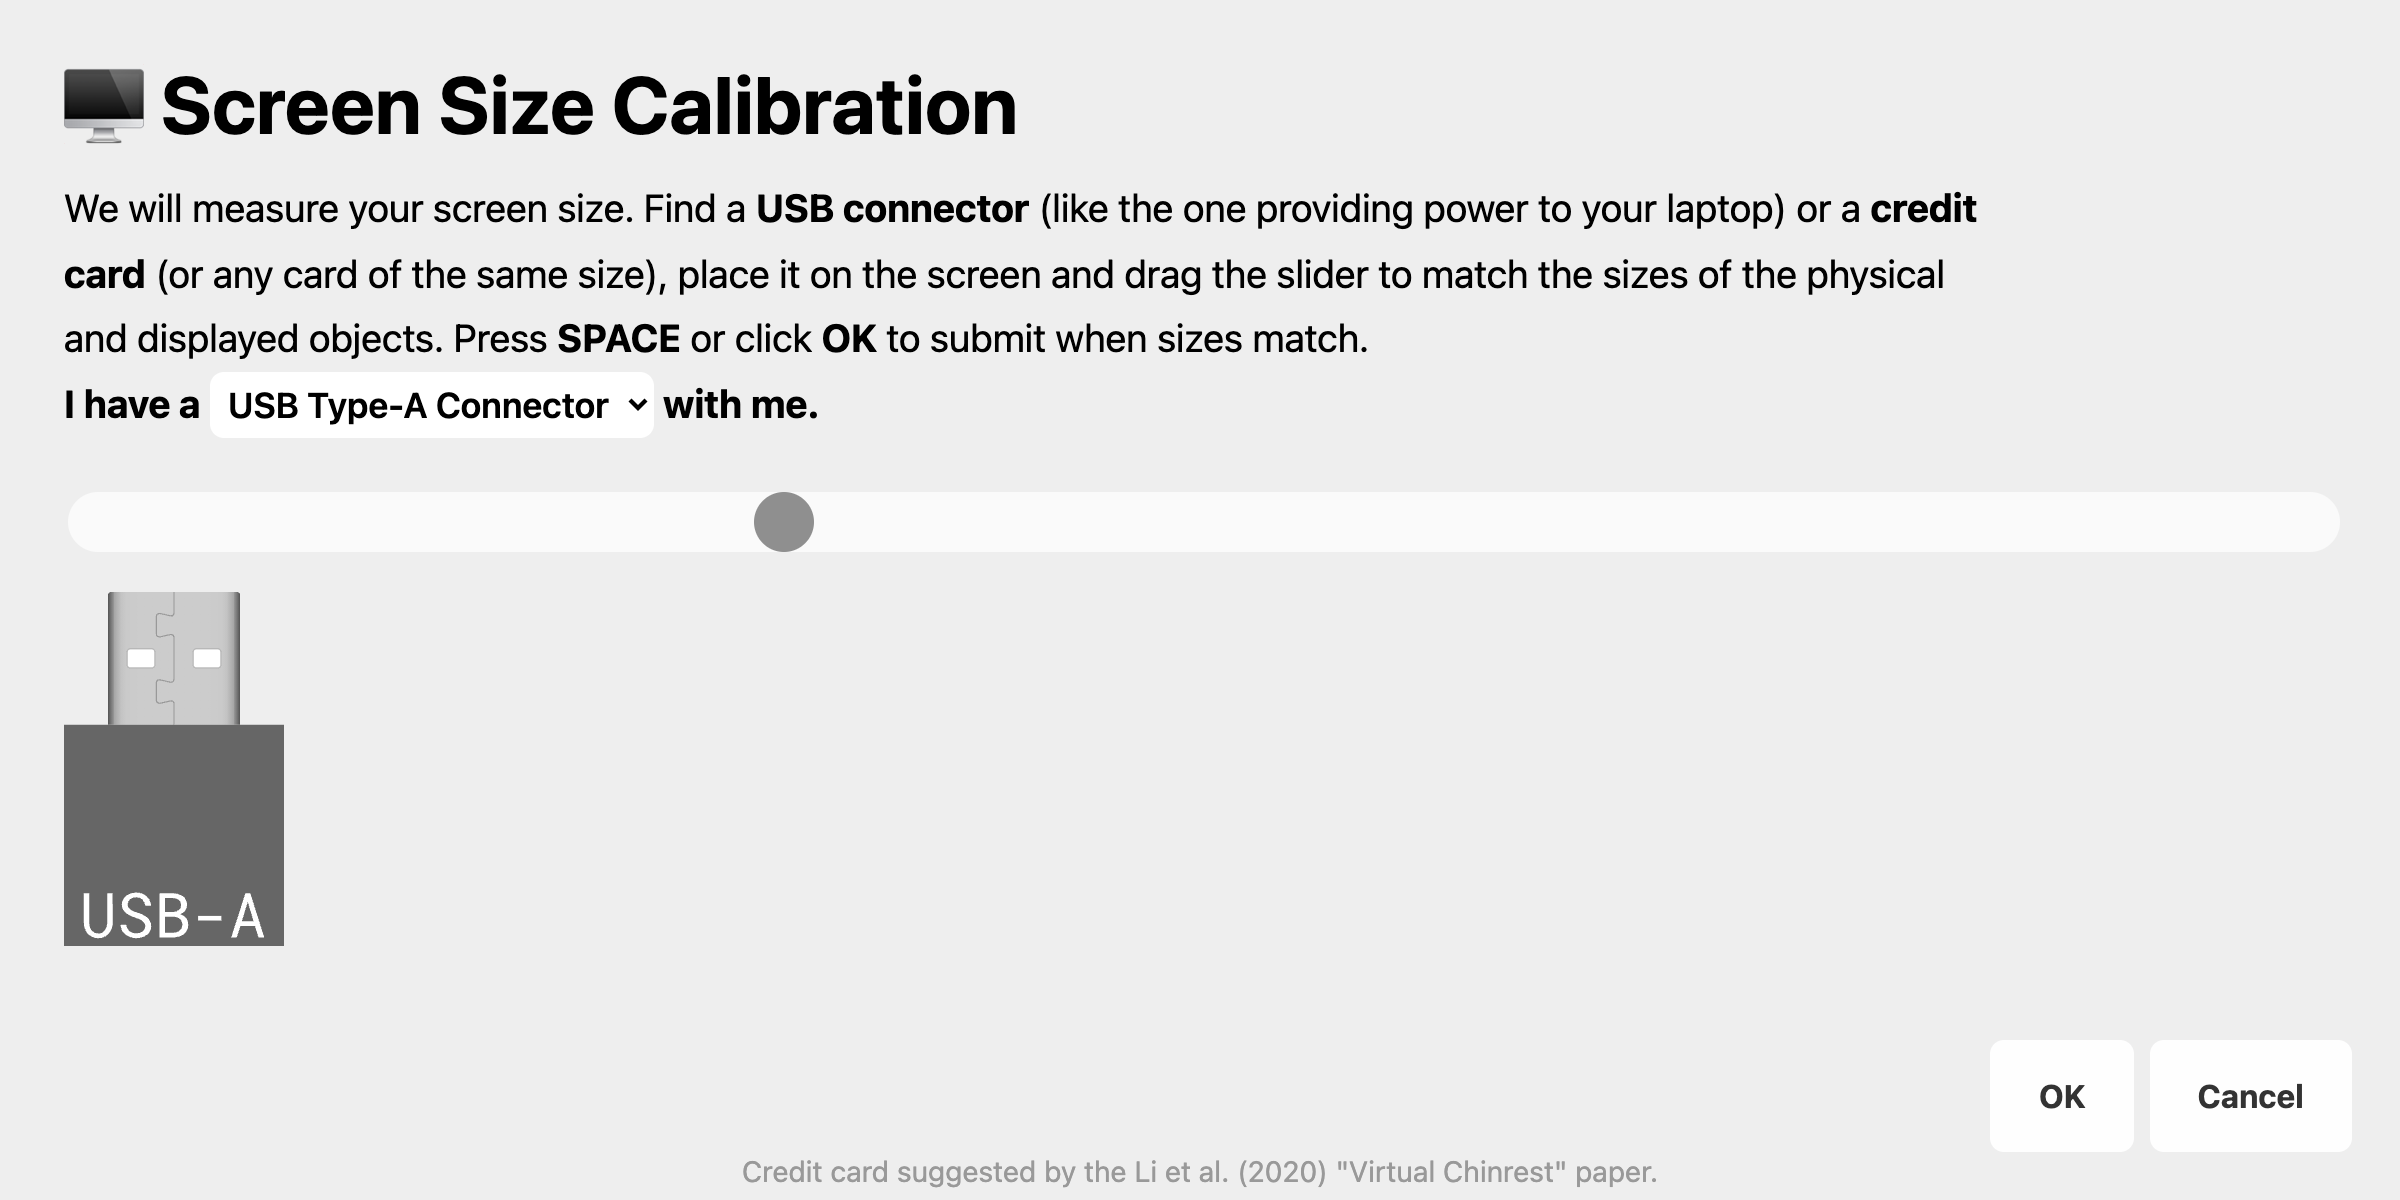 Screen Size Calibration
We will measure your screen size. Find a USB connector (like the one providing power to your laptop) or a credit
card (or any card of the same size), place it on the screen and drag the slider to match the sizes of the physical
and displayed objects. Press SPACE or click OK to submit when sizes match.
I have a USB Type-A Connector with me.
USB-A
OK
Cancel
Credit card suggested by the Li et al. (2020) "Virtual Chinrest" paper.